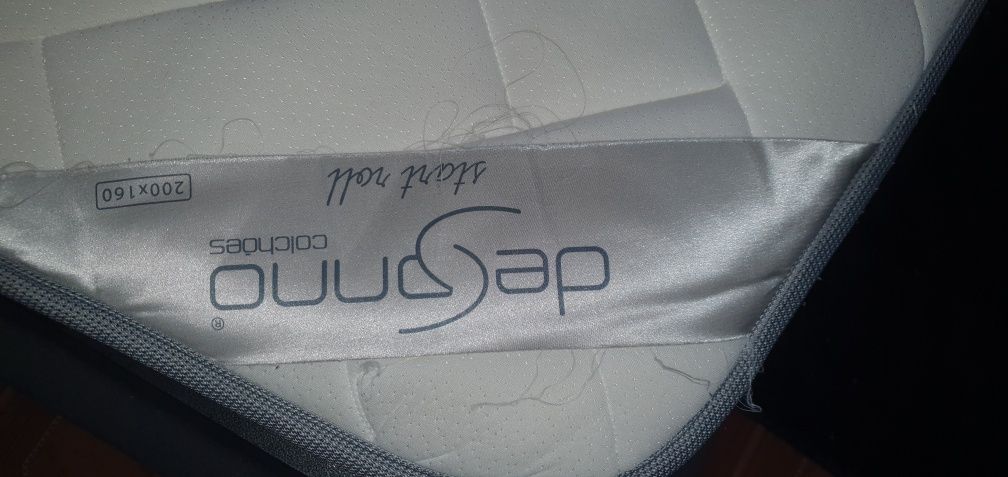 deSonno®
colchões
start roll
200x160